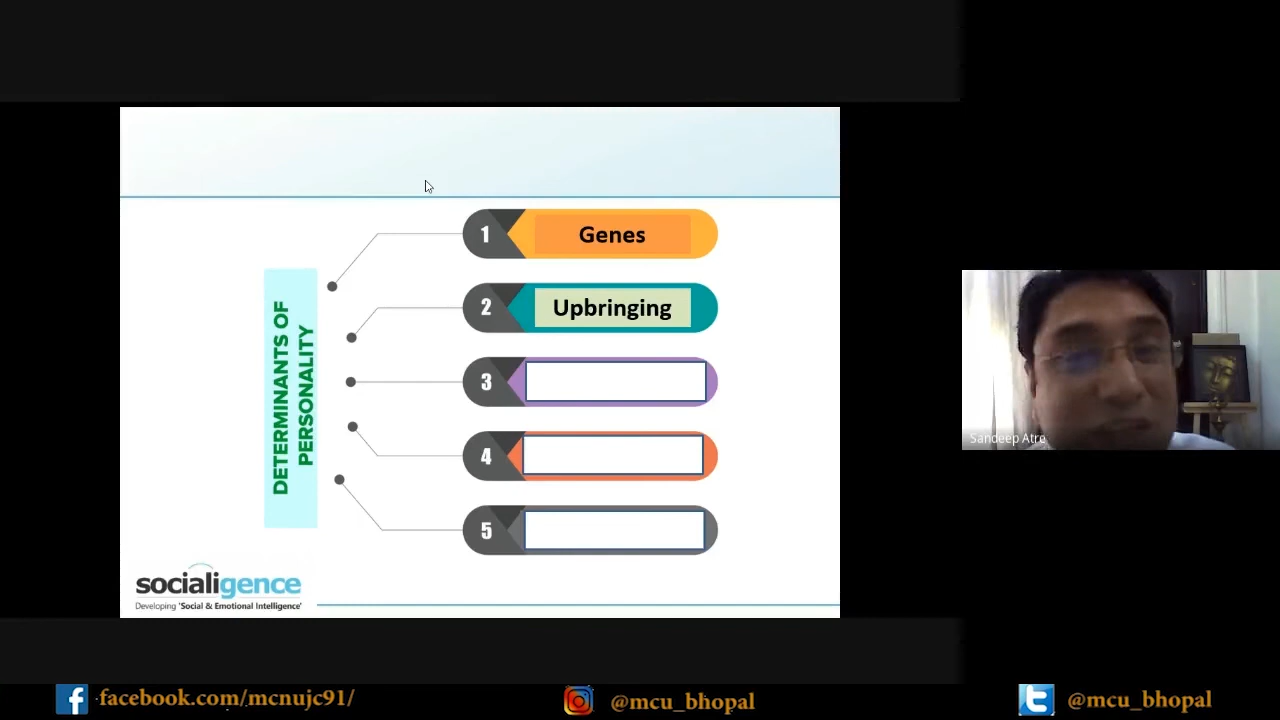 1 Genes
2 Upbringing
3
4
5
DETERMINANTS OF
PERSONALITY
socialigence
Developing 'Social & Emotional Intelligence'
Sandeep Atre
facebook.com/mcnujc91/
@mcu_bhopal
@mcu_bhopal